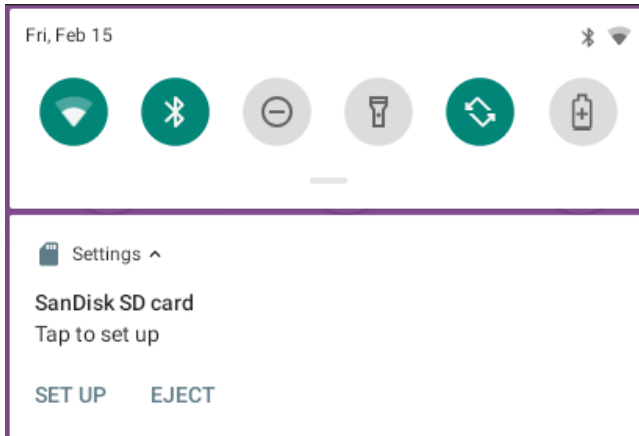 Fri, Feb 15
Settings
SanDisk SD card
Tap to set up
SET UP EJECT